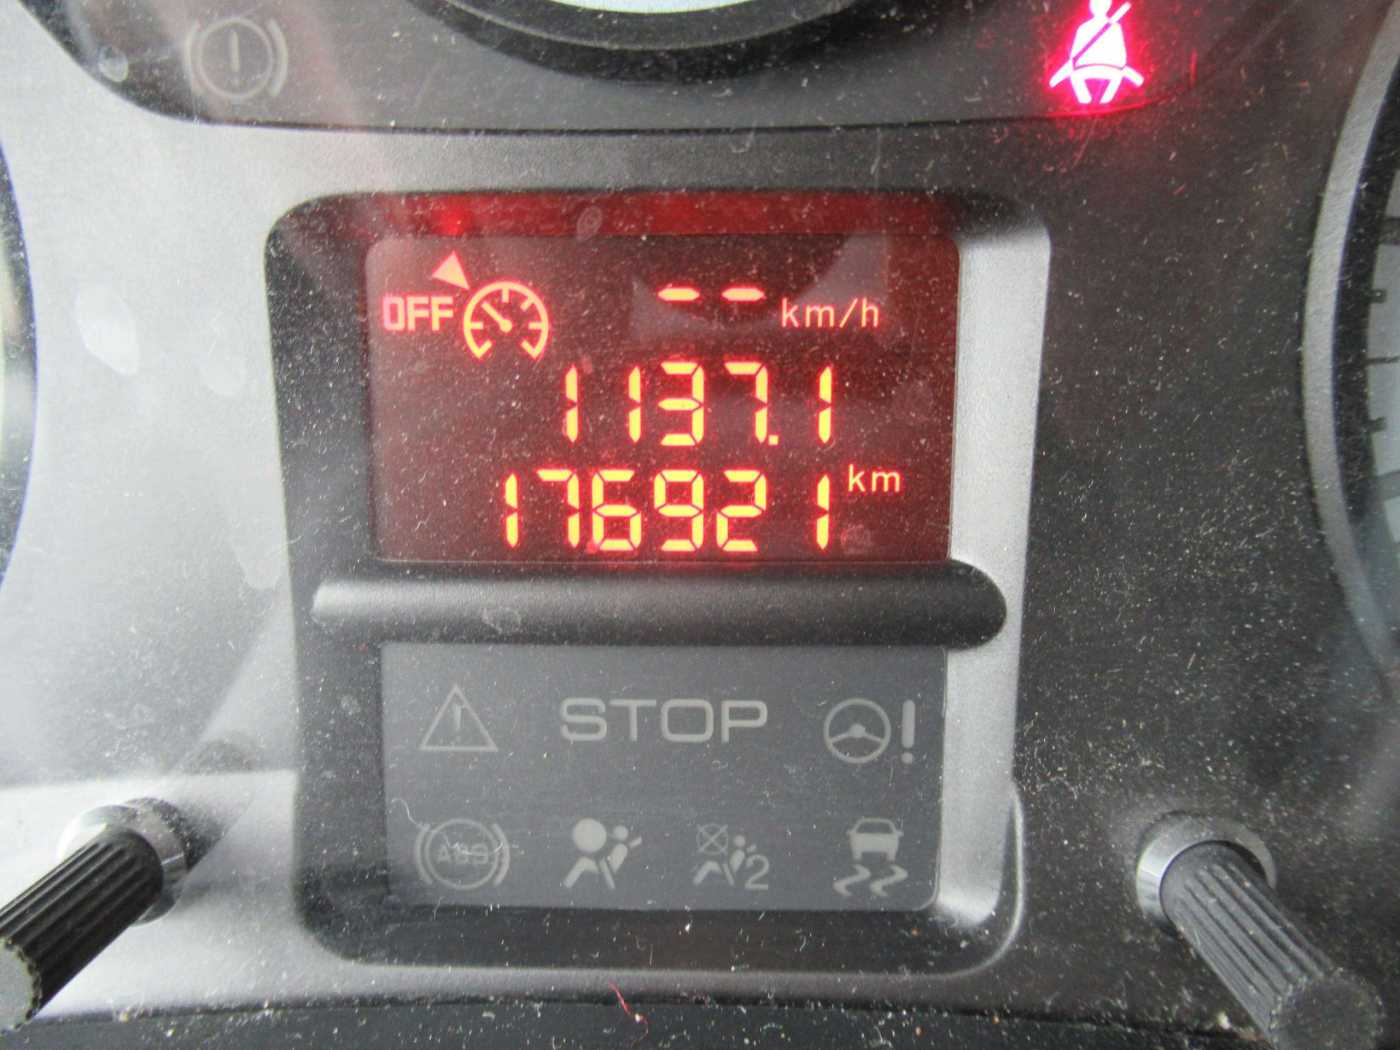 OFF -- km/h
1137.1
176921 km
STOP
ABS
2